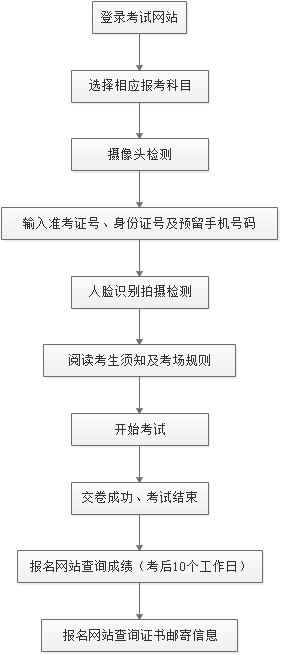 登录考试网站
选择相应报考科目
摄像头检测
输入准考证号、身份证号及预留手机号码
人脸识别拍摄检测
阅读考生须知及考场规则
开始考试
交卷成功、考试结束
报名网站查询成绩（考后10个工作日）
报名网站查询证书邮寄信息